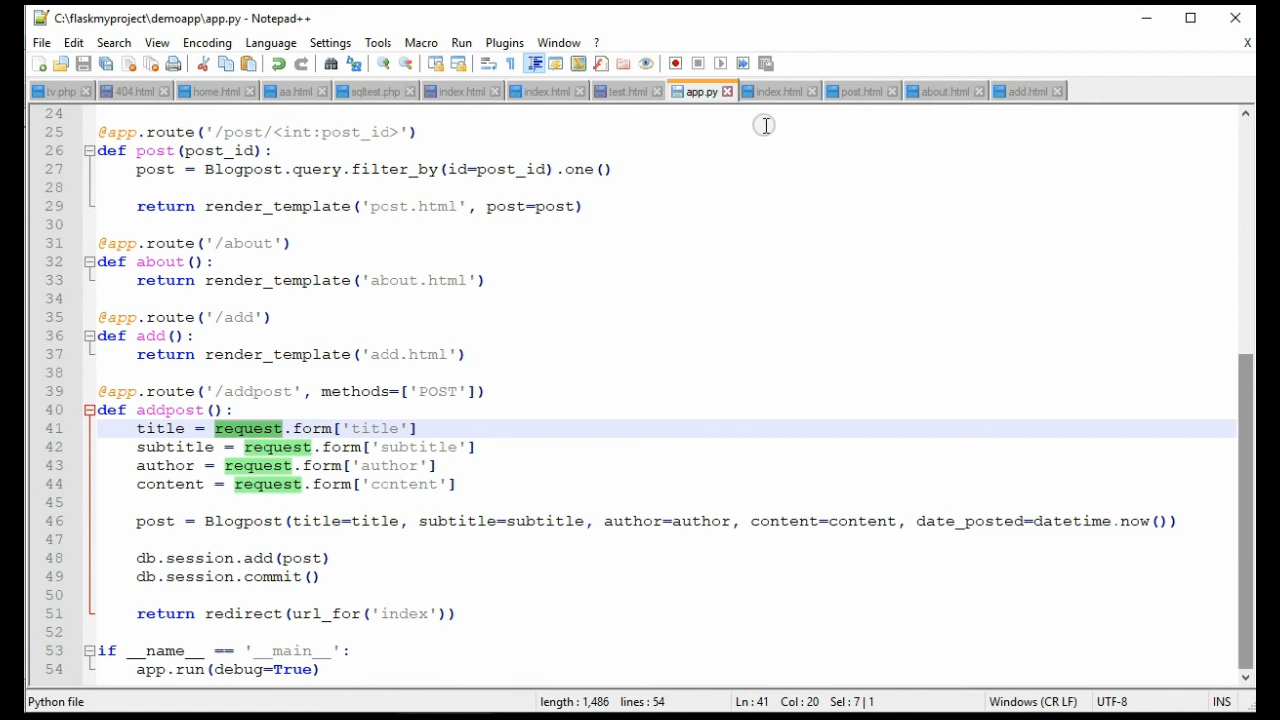 C:\flaskmyproject\demoapp\app.py - Notepad++
File Edit Search View Encoding Language Settings Tools Macro Run Plugins Window ? X
tv.php 404.html home.html aa.html sqltest.php index.html index.html test.html app.py index.html post.html about.html add.html
24
25 @app.route('/post/<int:post_id>')
26 def post(post_id):
27 post = Blogpost.query.filter_by(id=post_id).one()
28
29 return render_template('post.html', post=post)
30
31 @app.route('/about')
32 def about():
33 return render_template('about.html')
34
35 @app.route('/add')
36 def add():
37 return render_template('add.html')
38
39 @app.route('/addpost', methods=['POST'])
40 def addpost():
41 title = request.form['title']
42 subtitle = request.form['subtitle']
43 author = request.form['author']
44 content = request.form['content']
45
46 post = Blogpost(title=title, subtitle=subtitle, author=author, content=content, date_posted=datetime.now())
47
48 db.session.add(post)
49 db.session.commit()
50
51 return redirect(url_for('index'))
52
53 if __name__ == '__main__':
54 app.run(debug=True)
Python file length : 1,486 lines : 54 Ln : 41 Col : 20 Sel : 7 | 1 Windows (CR LF) UTF-8 INS